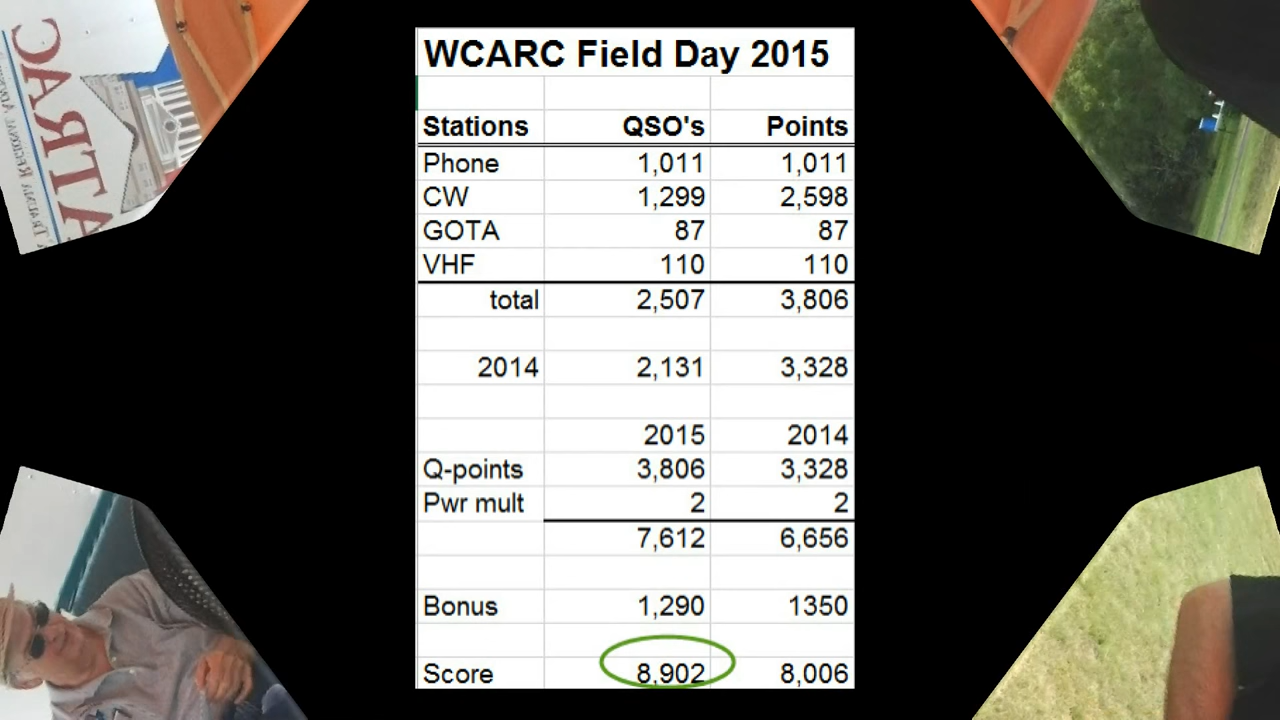 WCARC Field Day 2015
Stations QSO's Points
Phone 1,011 1,011
CW 1,299 2,598
GOTA 87 87
VHF 110 110
total 2,507 3,806
2014 2,131 3,328
2015 2014
Q-points 3,806 3,328
Pwr mult 2 2
7,612 6,656
Bonus 1,290 1350
Score 8,902 8,006